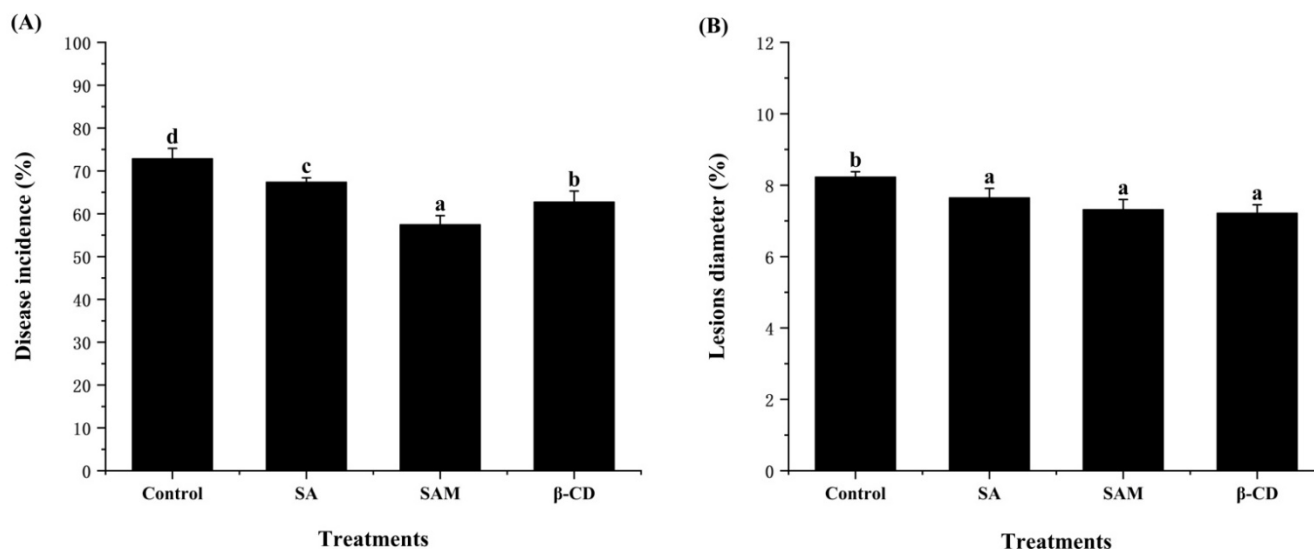 (A)
Disease incidence (%)
100
90
80
70
60
50
40
30
20
10
0
d
c
a
b
Control SA SAM β-CD
Treatments
(B)
Lesions diameter (%)
12
10
8
6
4
2
0
b
a
a
a
Control SA SAM β-CD
Treatments